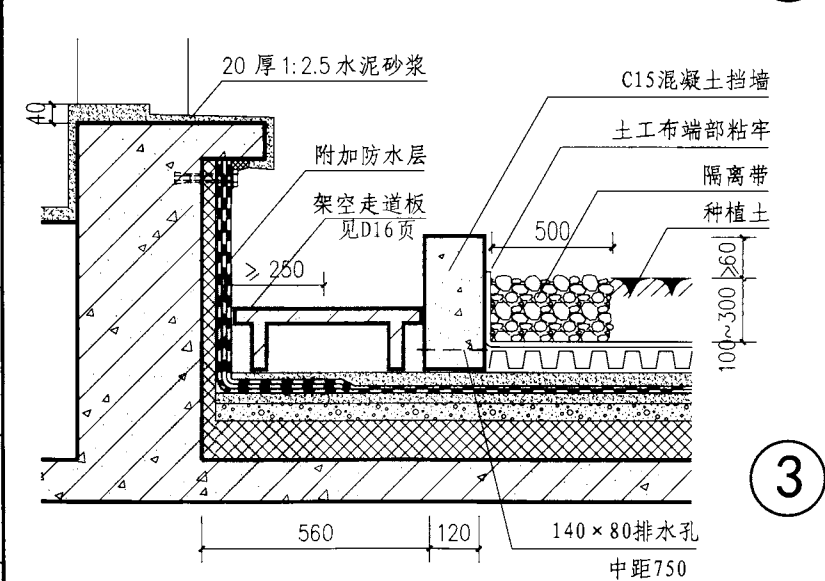 20厚1:2.5水泥砂浆
C15混凝土挡墙
40
土工布端部粘牢
附加防水层
隔离带
架空走道板
见D16页
种植土
500
≥60
≥250
100~300
3
560
120
140×80排水孔
中距750